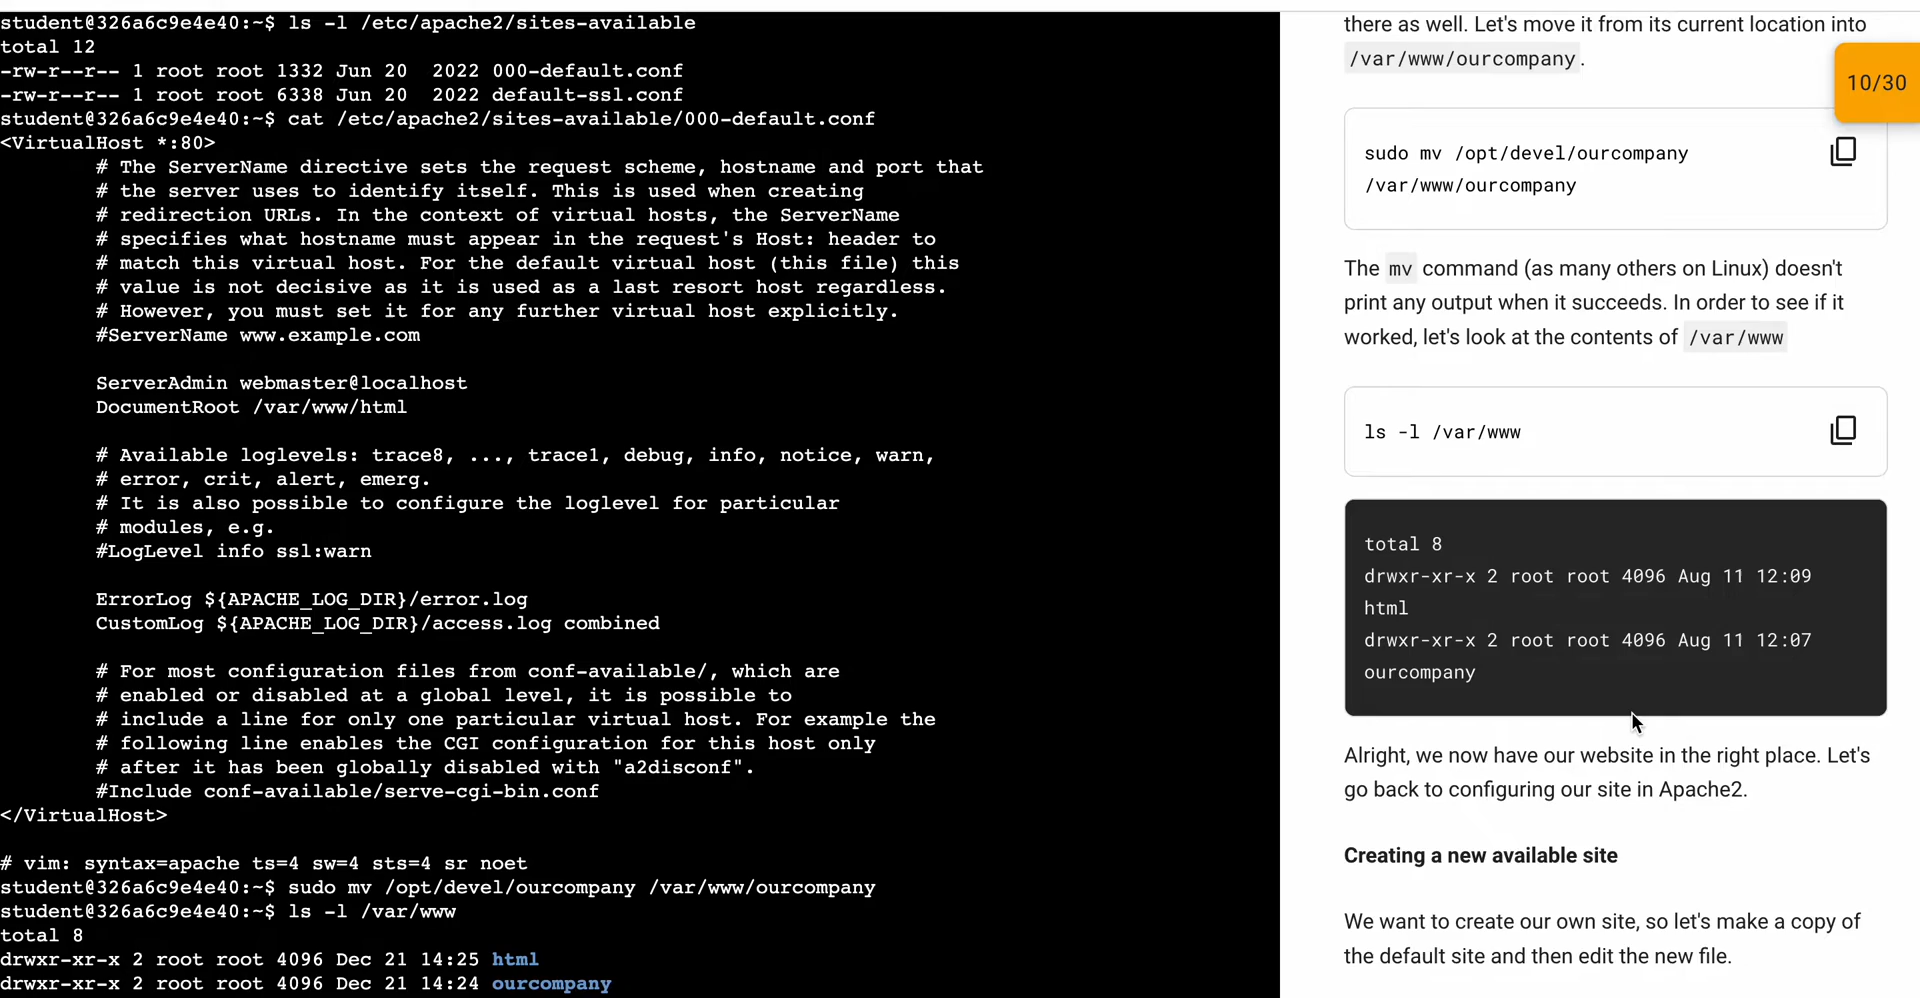 student@326a6c9e4e40:~$ ls -l /etc/apache2/sites-available
total 12
-rw-r--r-- 1 root root 1332 Jun 20  2022 000-default.conf
-rw-r--r-- 1 root root 6338 Jun 20  2022 default-ssl.conf
student@326a6c9e4e40:~$ cat /etc/apache2/sites-available/000-default.conf
<VirtualHost *:80>
        # The ServerName directive sets the request scheme, hostname and port that
        # the server uses to identify itself. This is used when creating
        # redirection URLs. In the context of virtual hosts, the ServerName
        # specifies what hostname must appear in the request's Host: header to
        # match this virtual host. For the default virtual host (this file) this
        # value is not decisive as it is used as a last resort host regardless.
        # However, you must set it for any further virtual host explicitly.
        #ServerName www.example.com

        ServerAdmin webmaster@localhost
        DocumentRoot /var/www/html

        # Available loglevels: trace8, ..., trace1, debug, info, notice, warn,
        # error, crit, alert, emerg.
        # It is also possible to configure the loglevel for particular
        # modules, e.g.
        #LogLevel info ssl:warn

        ErrorLog ${APACHE_LOG_DIR}/error.log
        CustomLog ${APACHE_LOG_DIR}/access.log combined

        # For most configuration files from conf-available/, which are
        # enabled or disabled at a global level, it is possible to
        # include a line for only one particular virtual host. For example the
        # following line enables the CGI configuration for this host only
        # after it has been globally disabled with "a2disconf".
        #Include conf-available/serve-cgi-bin.conf
</VirtualHost>

# vim: syntax=apache ts=4 sw=4 sts=4 sr noet
student@326a6c9e4e40:~$ sudo mv /opt/devel/ourcompany /var/www/ourcompany
student@326a6c9e4e40:~$ ls -l /var/www
total 8
drwxr-xr-x 2 root root 4096 Dec 21 14:25 html
drwxr-xr-x 2 root root 4096 Dec 21 14:24 ourcompany
there as well. Let's move it from its current location into
/var/www/ourcompany.
10/30
sudo mv /opt/devel/ourcompany
/var/www/ourcompany
The mv command (as many others on Linux) doesn't
print any output when it succeeds. In order to see if it
worked, let's look at the contents of /var/www
ls -l /var/www
total 8
drwxr-xr-x 2 root root 4096 Aug 11 12:09
html
drwxr-xr-x 2 root root 4096 Aug 11 12:07
ourcompany
Alright, we now have our website in the right place. Let's
go back to configuring our site in Apache2.
Creating a new available site
We want to create our own site, so let's make a copy of
the default site and then edit the new file.